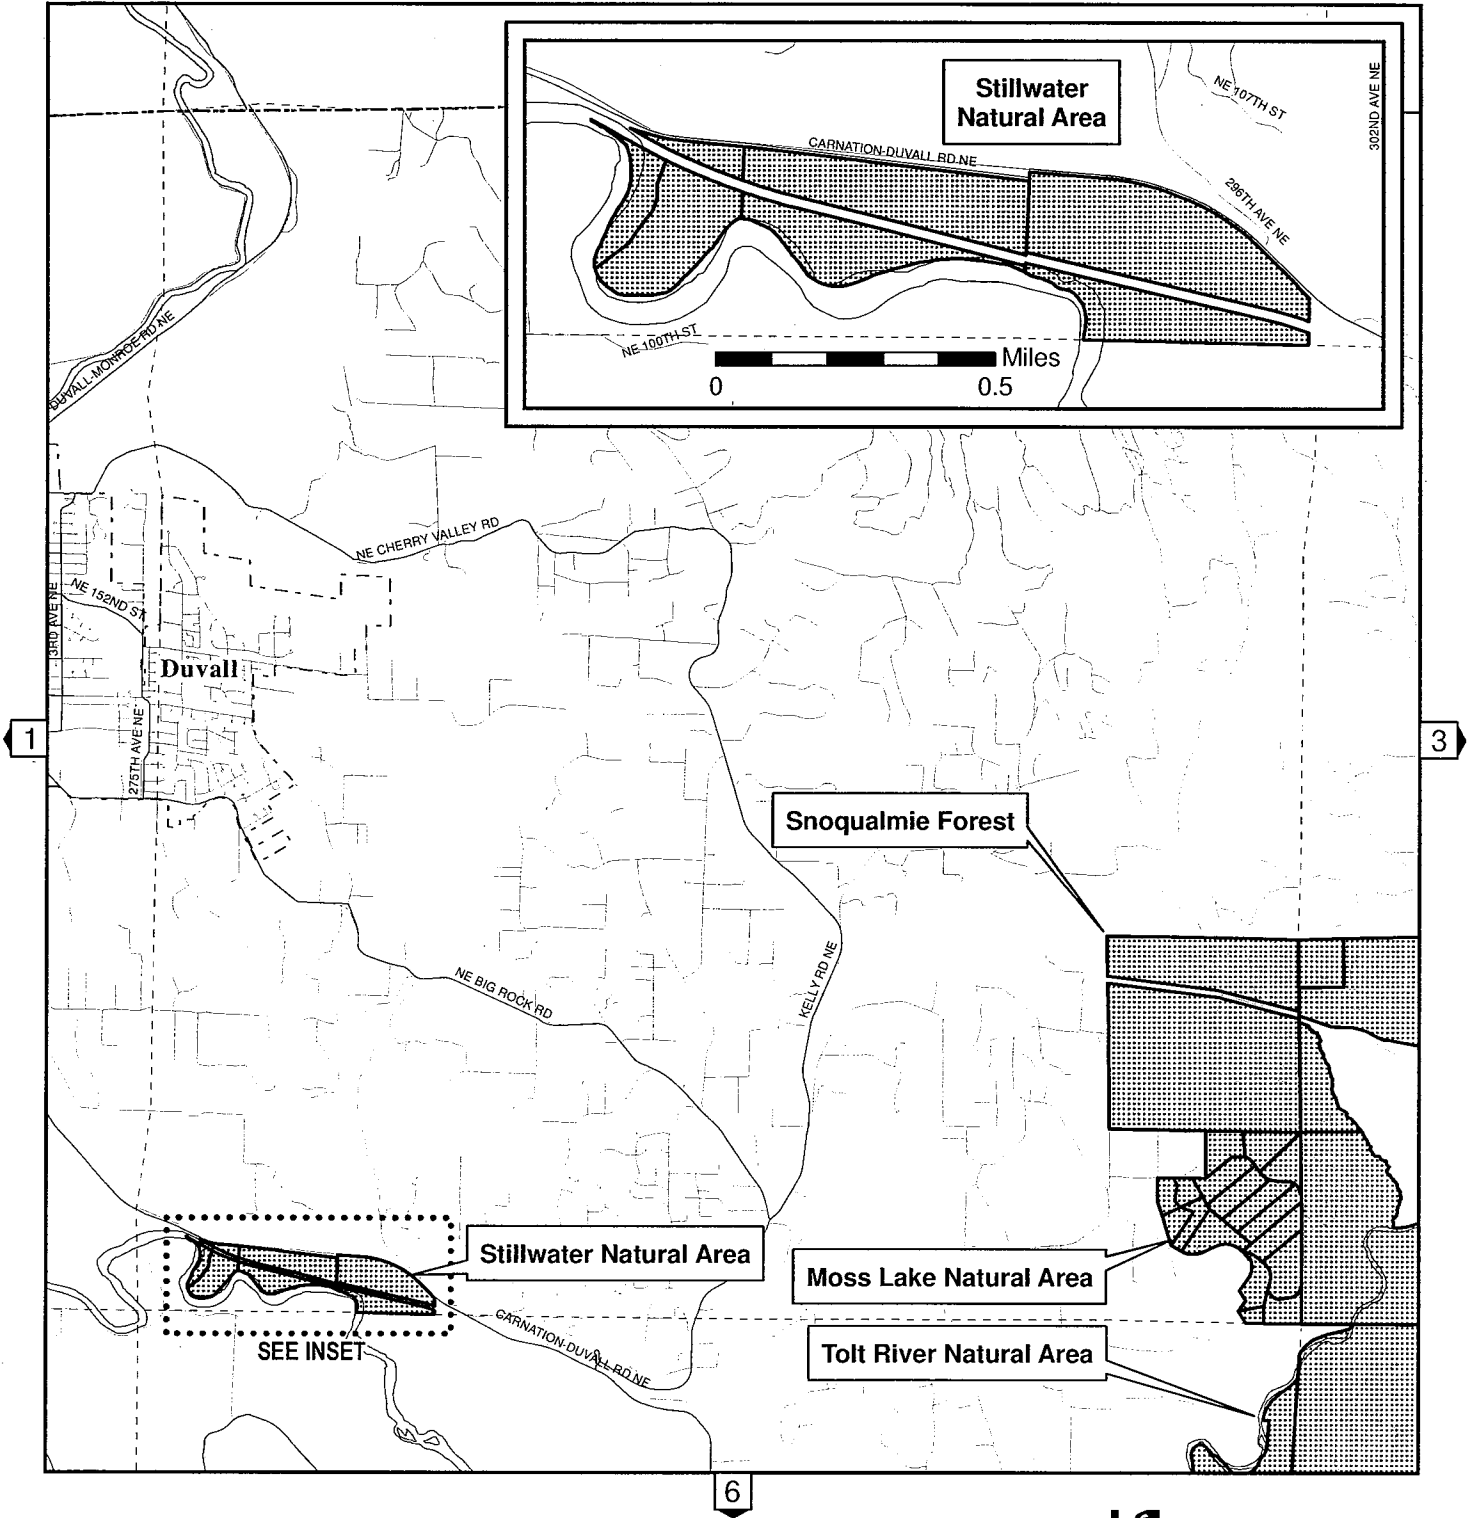 Stillwater
Natural Area
NE 107TH ST
302ND AVE NE
CARNATION-DUVALL RD NE
296TH AVE NE
NE 100TH ST
Miles
0
0.5
DUVALL-MONROE RD NE
NE CHERRY VALLEY RD
NE 152ND ST
3RD AVE NE
Duvall
275TH AVE NE
1
3
Snoqualmie Forest
KELLY RD NE
NE BIG ROCK RD
Stillwater Natural Area
Moss Lake Natural Area
SEE INSET
CARNATION-DUVALL RD NE
Tolt River Natural Area
6